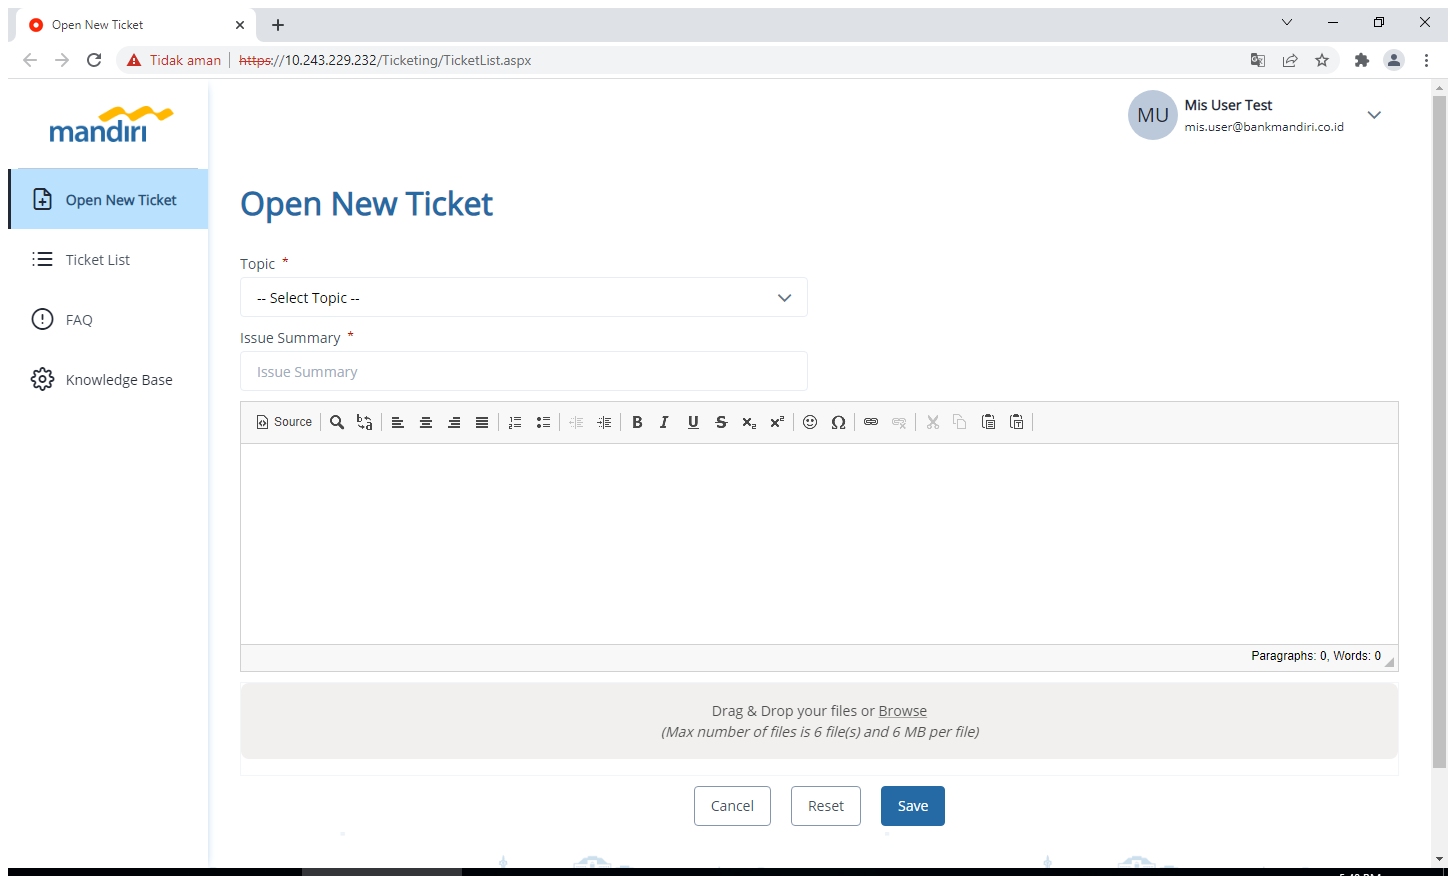 Open New Ticket
Tidak aman https://10.243.229.232/Ticketing/TicketList.aspx
mandiri
MU
Mis User Test
mis.user@bankmandiri.co.id
Open New Ticket
Ticket List
FAQ
Knowledge Base
Open New Ticket
Topic *
-- Select Topic --
Issue Summary *
Issue Summary
Source
Paragraphs: 0, Words: 0
Drag & Drop your files or Browse
(Max number of files is 6 file(s) and 6 MB per file)
Cancel Reset Save